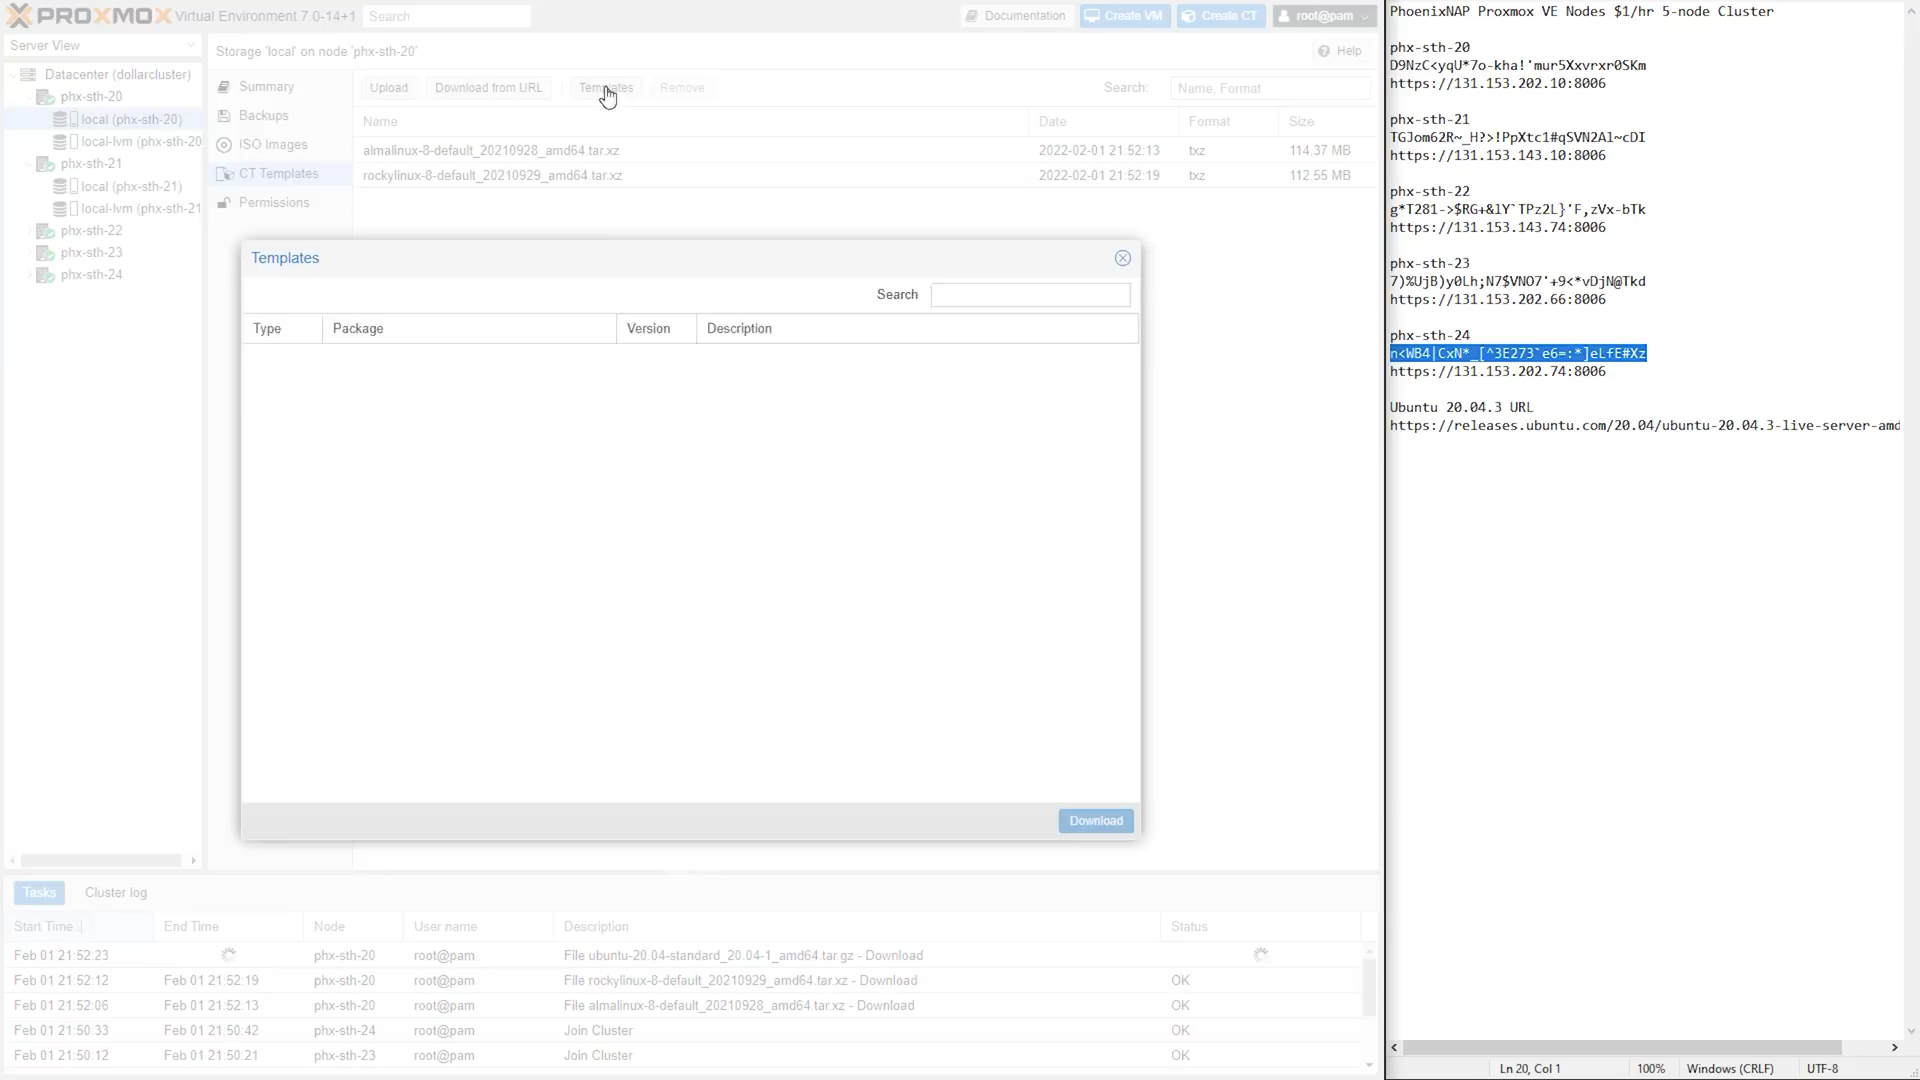 PROXMOX Virtual Environment 7.0-14+1 Search Documentation Create VM Create CT root@pam
Server View
Datacenter (dollarcluster)
phx-sth-20
local (phx-sth-20)
local-lvm (phx-sth-20
phx-sth-21
local (phx-sth-21)
local-lvm (phx-sth-21
phx-sth-22
phx-sth-23
phx-sth-24
Storage 'local' on node 'phx-sth-20' Help
Summary
Backups
ISO Images
CT Templates
Permissions
Upload Download from URL Templates Remove Search: Name, Format
Name Date Format Size
almalinux-8-default_20210928_amd64.tar.xz 2022-02-01 21:52:13 txz 114.37 MB
rockylinux-8-default_20210929_amd64.tar.xz 2022-02-01 21:52:19 txz 112.55 MB
Templates
Search
Type Package Version Description
Download
Tasks Cluster log
Start Time End Time Node User name Description Status
Feb 01 21:52:23 phx-sth-20 root@pam File ubuntu-20.04-standard_20.04-1_amd64.tar.gz - Download
Feb 01 21:52:12 Feb 01 21:52:19 phx-sth-20 root@pam File rockylinux-8-default_20210929_amd64.tar.xz - Download OK
Feb 01 21:52:06 Feb 01 21:52:13 phx-sth-20 root@pam File almalinux-8-default_20210928_amd64.tar.xz - Download OK
Feb 01 21:50:33 Feb 01 21:50:42 phx-sth-24 root@pam Join Cluster OK
Feb 01 21:50:12 Feb 01 21:50:21 phx-sth-23 root@pam Join Cluster OK
PhoenixNAP Proxmox VE Nodes $1/hr 5-node Cluster
phx-sth-20
D9NzC<yqU*7o-kha!'mur5Xxvrxr0SKm
https://131.153.202.10:8006
phx-sth-21
TGJom62R~_H?>!PpXtc1#qSVN2Al~cDI
https://131.153.143.10:8006
phx-sth-22
g*T281->$RG+&lY`TPz2L}'F,zVx-bTk
https://131.153.143.74:8006
phx-sth-23
7)%UjB)y0Lh;N7$VNO7'+9<*vDjN@Tkd
https://131.153.202.66:8006
phx-sth-24
n<WB4|CxN*_[^3E273`e6=:*]eLfE#Xz
https://131.153.202.74:8006
Ubuntu 20.04.3 URL
https://releases.ubuntu.com/20.04/ubuntu-20.04.3-live-server-amd
Ln 20, Col 1 100% Windows (CRLF) UTF-8